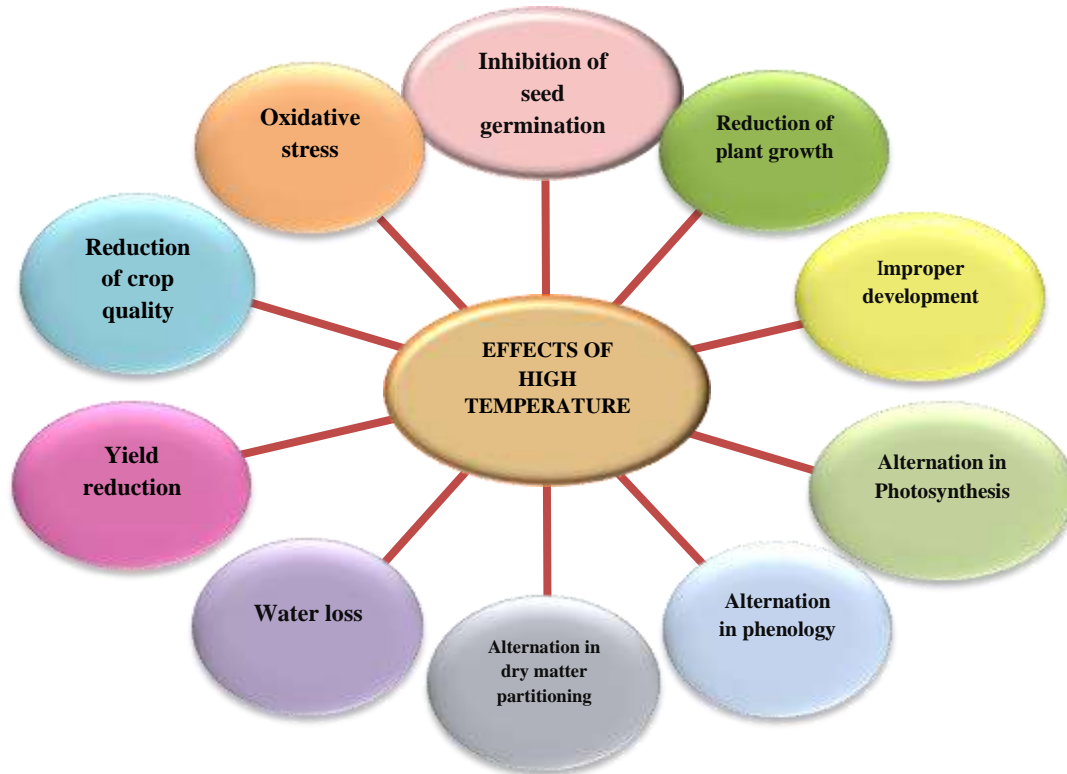 Inhibition of
seed
germination
Reduction of
plant growth
Improper
development
Alternation in
Photosynthesis
Alternation
in phenology
Alternation in
dry matter
partitioning
Water loss
Yield
reduction
Reduction
of crop
quality
Oxidative
stress
EFFECTS OF
HIGH
TEMPERATURE